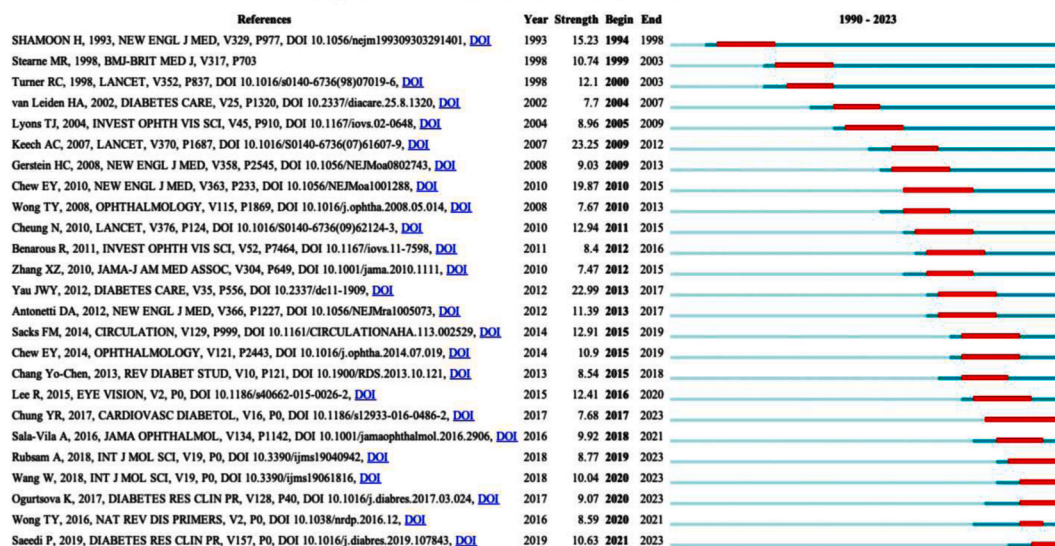 References Year Strength Begin End 1990 - 2023
SHAMOON H, 1993, NEW ENGL J MED, V329, P977, DOI 10.1056/nejm199309303291401, DOI 1993 15.23 1994 1998
Stearne MR, 1998, BMJ-BRIT MED J, V317, P703 1998 10.74 1999 2003
Turner RC, 1998, LANCET, V352, P837, DOI 10.1016/s0140-6736(98)07019-6, DOI 1998 12.1 2000 2003
van Leiden HA, 2002, DIABETES CARE, V25, P1320, DOI 10.2337/diacare.25.8.1320, DOI 2002 7.7 2004 2007
Lyons TJ, 2004, INVEST OPHTH VIS SCI, V45, P910, DOI 10.1167/iovs.02-0648, DOI 2004 8.96 2005 2009
Keech AC, 2007, LANCET, V370, P1687, DOI 10.1016/S0140-6736(07)61607-9, DOI 2007 23.25 2009 2012
Gerstein HC, 2008, NEW ENGL J MED, V358, P2545, DOI 10.1056/NEJMoa0802743, DOI 2008 9.03 2009 2013
Chew EY, 2010, NEW ENGL J MED, V363, P233, DOI 10.1056/NEJMoa1001288, DOI 2010 19.87 2010 2015
Wong TY, 2008, OPHTHALMOLOGY, V115, P1869, DOI 10.1016/j.ophtha.2008.05.014, DOI 2008 7.67 2010 2013
Cheung N, 2010, LANCET, V376, P124, DOI 10.1016/S0140-6736(09)62124-3, DOI 2010 12.94 2011 2015
Benarous R, 2011, INVEST OPHTH VIS SCI, V52, P7464, DOI 10.1167/iovs.11-7598, DOI 2011 8.4 2012 2016
Zhang XZ, 2010, JAMA-J AM MED ASSOC, V304, P649, DOI 10.1001/jama.2010.1111, DOI 2010 7.47 2012 2015
Yau JWY, 2012, DIABETES CARE, V35, P556, DOI 10.2337/dc11-1909, DOI 2012 22.99 2013 2017
Antonetti DA, 2012, NEW ENGL J MED, V366, P1227, DOI 10.1056/NEJMra1005073, DOI 2012 11.39 2013 2017
Sacks FM, 2014, CIRCULATION, V129, P999, DOI 10.1161/CIRCULATIONAHA.113.002529, DOI 2014 12.91 2015 2019
Chew EY, 2014, OPHTHALMOLOGY, V121, P2443, DOI 10.1016/j.ophtha.2014.07.019, DOI 2014 10.9 2015 2019
Chang Yo-Chen, 2013, REV DIABET STUD, V10, P121, DOI 10.1900/RDS.2013.10.121, DOI 2013 8.54 2015 2018
Lee R, 2015, EYE VISION, V2, P0, DOI 10.1186/s40662-015-0026-2, DOI 2015 12.41 2016 2020
Chung YR, 2017, CARDIOVASC DIABETOL, V16, P0, DOI 10.1186/s12933-016-0486-2, DOI 2017 7.68 2017 2023
Sala-Vila A, 2016, JAMA OPHTHALMOL, V134, P1142, DOI 10.1001/jamaophthalmol.2016.2906, DOI 2016 9.92 2018 2021
Rubsam A, 2018, INT J MOL SCI, V19, P0, DOI 10.3390/ijms19040942, DOI 2018 8.77 2019 2023
Wang W, 2018, INT J MOL SCI, V19, P0, DOI 10.3390/ijms19061816, DOI 2018 10.04 2020 2023
Ogurtsova K, 2017, DIABETES RES CLIN PR, V128, P40, DOI 10.1016/j.diabres.2017.03.024, DOI 2017 9.07 2020 2023
Wong TY, 2016, NAT REV DIS PRIMERS, V2, P0, DOI 10.1038/nrdp.2016.12, DOI 2016 8.59 2020 2021
Saeedi P, 2019, DIABETES RES CLIN PR, V157, P0, DOI 10.1016/j.diabres.2019.107843, DOI 2019 10.63 2021 2023